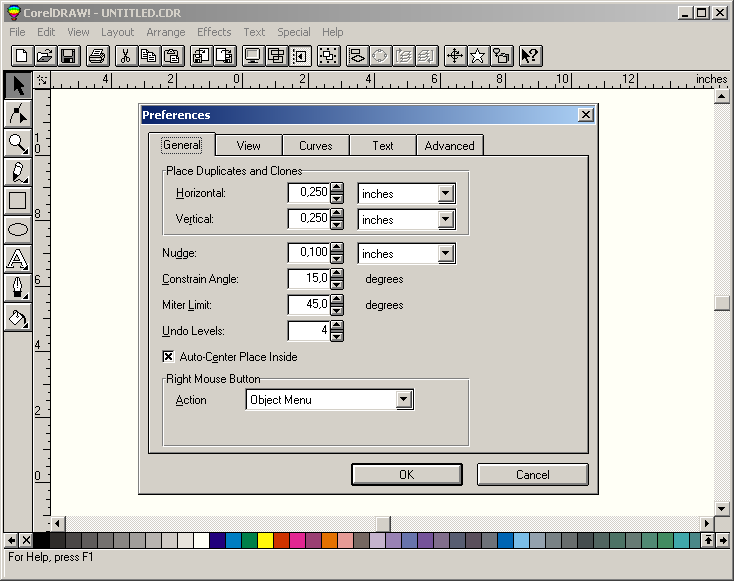 CorelDRAW! - UNTITLED.CDR
File Edit View Layout Arrange Effects Text Special Help
4 2 0 2 4 6 8 10 12 inches
10
8
6
4
2
0
Preferences
General View Curves Text Advanced
Place Duplicates and Clones
Horizontal: 0,250 inches
Vertical: 0,250 inches
Nudge: 0,100 inches
Constrain Angle: 15,0 degrees
Miter Limit: 45,0 degrees
Undo Levels: 4
Auto-Center Place Inside
Right Mouse Button
Action Object Menu
OK Cancel
For Help, press F1